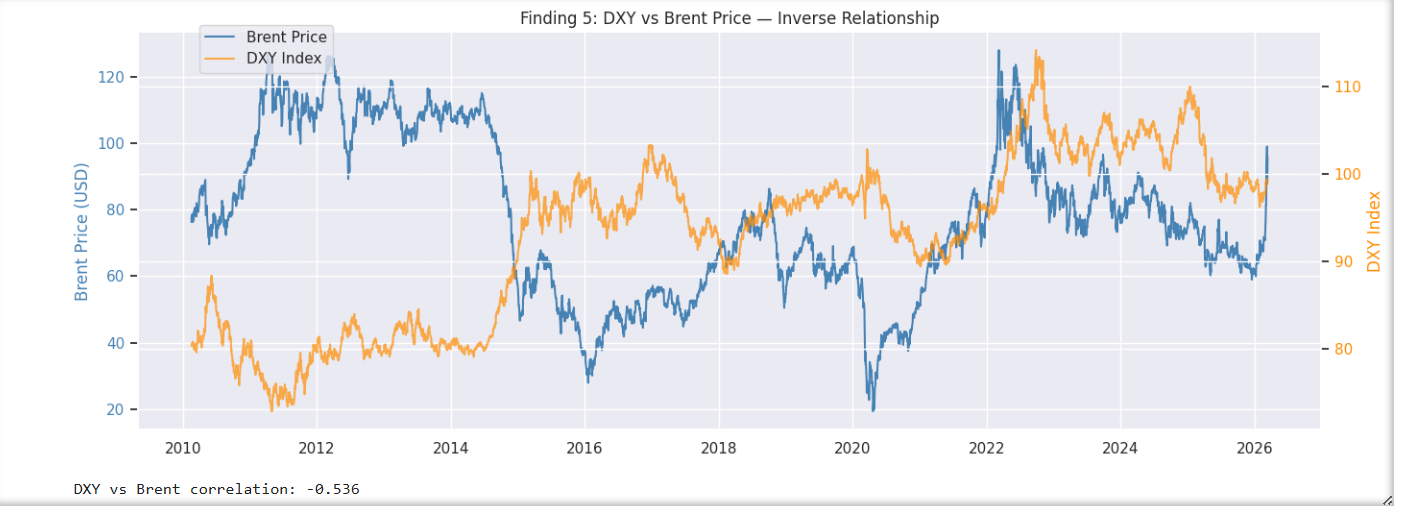 Finding 5: DXY vs Brent Price — Inverse Relationship
Brent Price
DXY Index
Brent Price (USD)
120
100
80
60
40
20
110
100
90
80
DXY Index
2010 2012 2014 2016 2018 2020 2022 2024 2026
DXY vs Brent correlation: -0.536